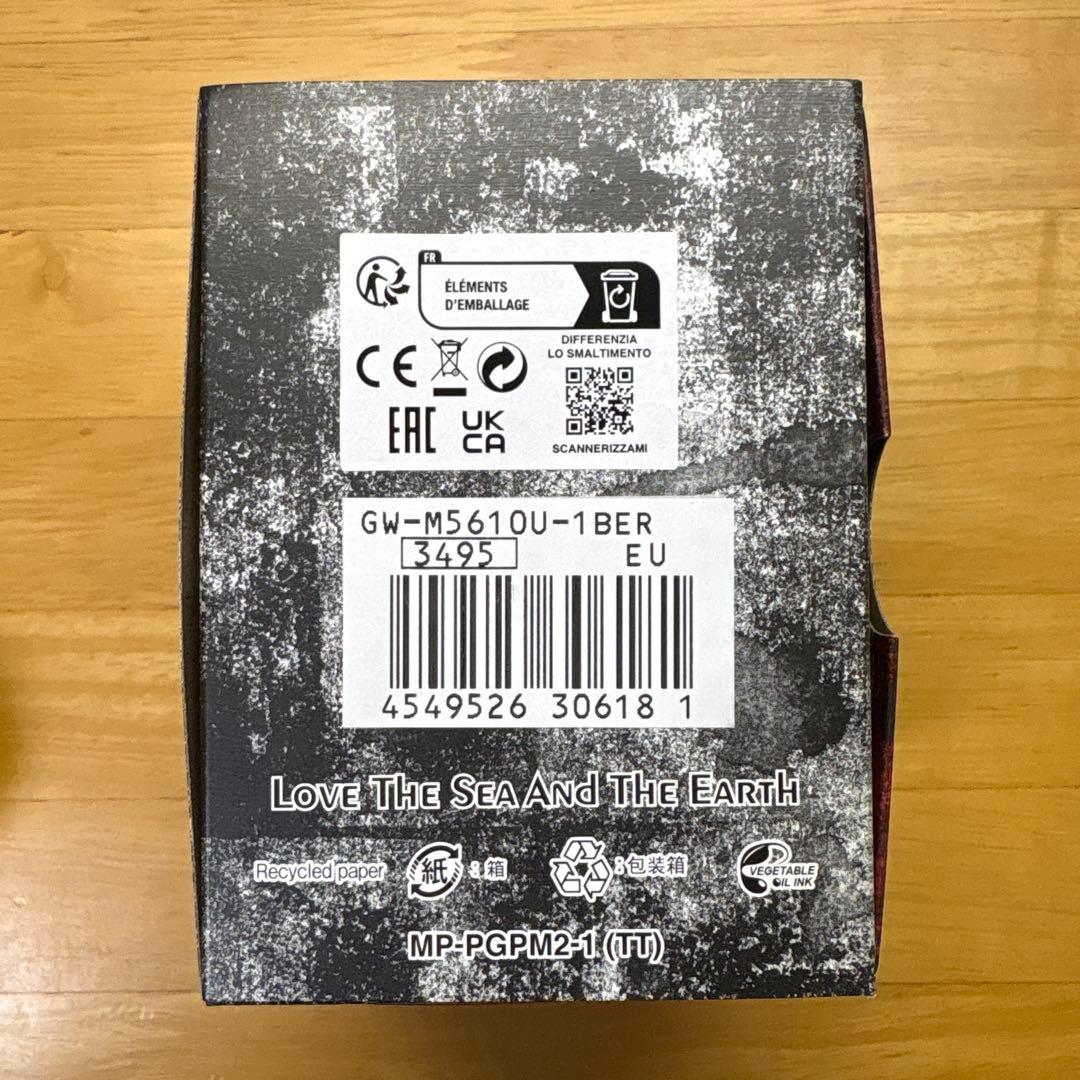 FR
ÉLÉMENTS
D'EMBALLAGE
DIFFERENZIA
LO SMALTIMENTO
CE
EAC
UK
CA
SCANNERIZZAMI
GW-M5610U-1BER
3495 EU
4549526 30618 1
LOVE THE SEA AND THE EARTH
Recycled paper 紙 :箱 :包装箱 VEGETABLE
OIL INK
MP-PGPM2-1 (TT)